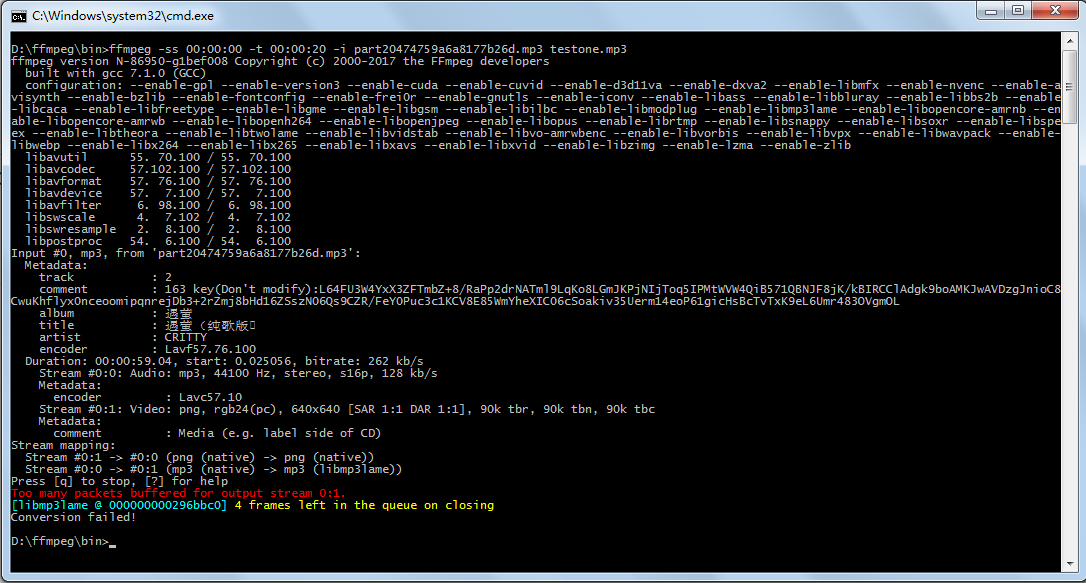 C:\Windows\system32\cmd.exe
D:\ffmpeg\bin>ffmpeg -ss 00:00:00 -t 00:00:20 -i part20474759a6a8177b26d.mp3 testone.mp3
ffmpeg version N-86950-g1bef008 Copyright (c) 2000-2017 the FFmpeg developers
built with gcc 7.1.0 (GCC)
configuration: --enable-gpl --enable-version3 --enable-cuda --enable-cuvid --enable-d3d11va --enable-dxva2 --enable-libmfx --enable-nvenc --enable-a
visynth --enable-bzlib --enable-fontconfig --enable-frei0r --enable-gnutls --enable-iconv --enable-libass --enable-libbluray --enable-libbs2b --enable
-libcaca --enable-libfreetype --enable-libgme --enable-libgsm --enable-libilbc --enable-libmodplug --enable-libmp3lame --enable-libopencore-amrnb --en
able-libopencore-amrwb --enable-libopenh264 --enable-libopenjpeg --enable-libopus --enable-librtmp --enable-libsnappy --enable-libsoxr --enable-libspe
ex --enable-libtheora --enable-libtwolame --enable-libvidstab --enable-libvo-amrwbenc --enable-libvorbis --enable-libvpx --enable-libwavpack --enable-
libwebp --enable-libx264 --enable-libx265 --enable-libxavs --enable-libxvid --enable-libzimg --enable-lzma --enable-zlib
libavutil 55. 70.100 / 55. 70.100
libavcodec 57.102.100 / 57.102.100
libavformat 57. 76.100 / 57. 76.100
libavdevice 57. 7.100 / 57. 7.100
libavfilter 6. 98.100 / 6. 98.100
libswscale 4. 7.102 / 4. 7.102
libswresample 2. 8.100 / 2. 8.100
libpostproc 54. 6.100 / 54. 6.100
Input #0, mp3, from 'part20474759a6a8177b26d.mp3':
Metadata:
track : 2
comment : 163 key(Don't modify):L64FU3W4YxX3ZFTmbZ+8/RaPp2drNATml9LqKo8LGmJKPjNIjToq5IPMtWVW4QiB571QBNJF8jK/kBIRCClAdgk9boAMKJwAVDzgJnioC8
CwuKhflyxOnceoomipqnrejDb3+2rZmj8bHd16ZSszNO6Qs9CZR/FeYOPuc3c1KCV8E85WmYheXICO6cSoakiv35Uerm14eoP61gicHsBcTvTxK9eL6Umr483OVgmOL
album : 遇萤
title : 遇萤（纯歌版
artist : CRITTY
encoder : Lavf57.76.100
Duration: 00:00:59.04, start: 0.025056, bitrate: 262 kb/s
Stream #0:0: Audio: mp3, 44100 Hz, stereo, s16p, 128 kb/s
Metadata:
encoder : Lavc57.10
Stream #0:1: Video: png, rgb24(pc), 640x640 [SAR 1:1 DAR 1:1], 90k tbr, 90k tbn, 90k tbc
Metadata:
comment : Media (e.g. label side of CD)
Stream mapping:
Stream #0:1 -> #0:0 (png (native) -> png (native))
Stream #0:0 -> #0:1 (mp3 (native) -> mp3 (libmp3lame))
Press [q] to stop, [?] for help
Too many packets buffered for output stream 0:1.
[libmp3lame @ 000000000296bbc0] 4 frames left in the queue on closing
Conversion failed!
D:\ffmpeg\bin>